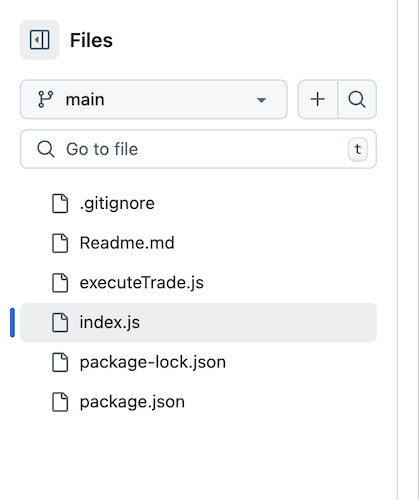 Files
main
Go to file t
.gitignore
Readme.md
executeTrade.js
index.js
package-lock.json
package.json